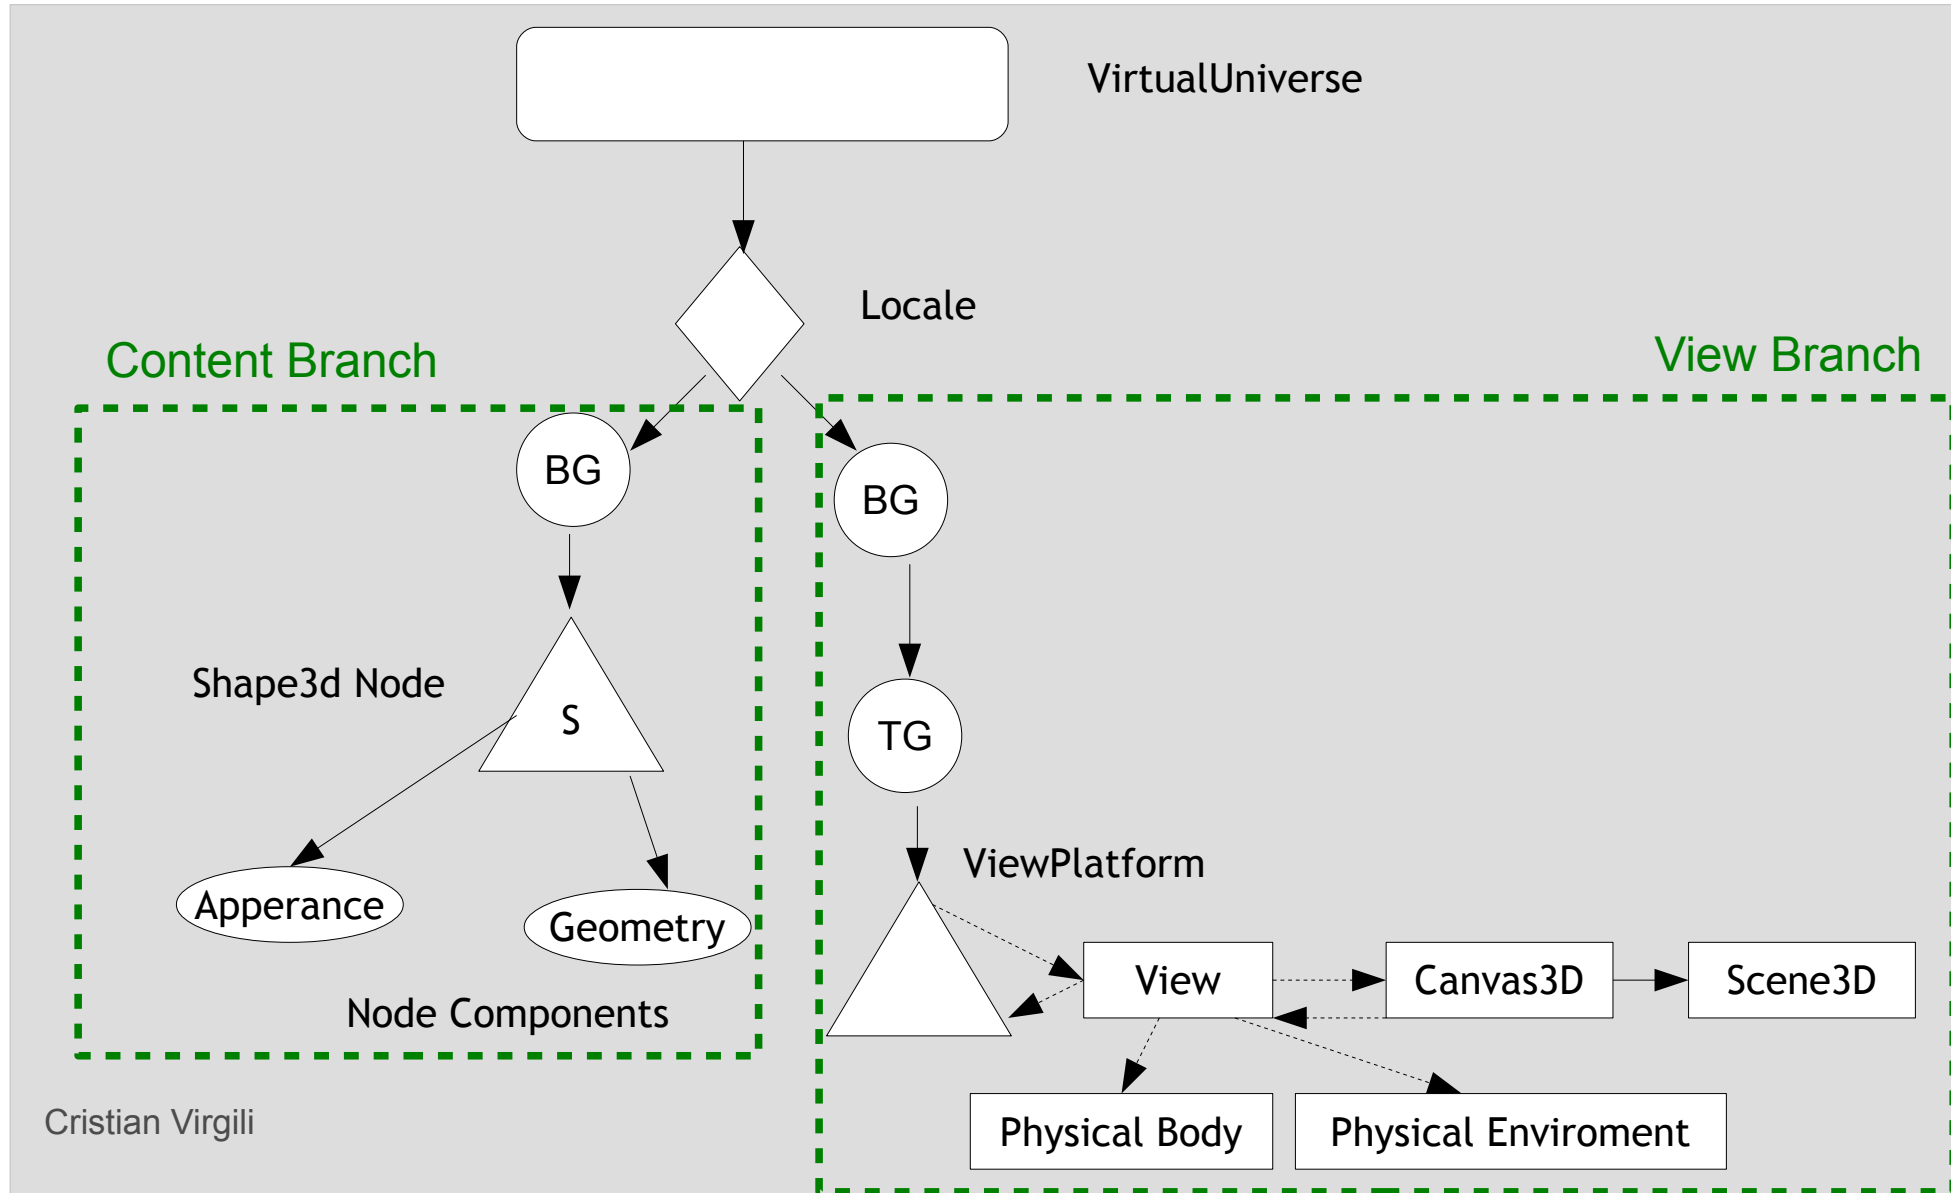 VirtualUniverse
Locale
Content Branch
View Branch
BG
BG
Shape3d Node
S
TG
ViewPlatform
Apperance
Geometry
View
Canvas3D
Scene3D
Node Components
Physical Body
Physical Enviroment
Cristian Virgili